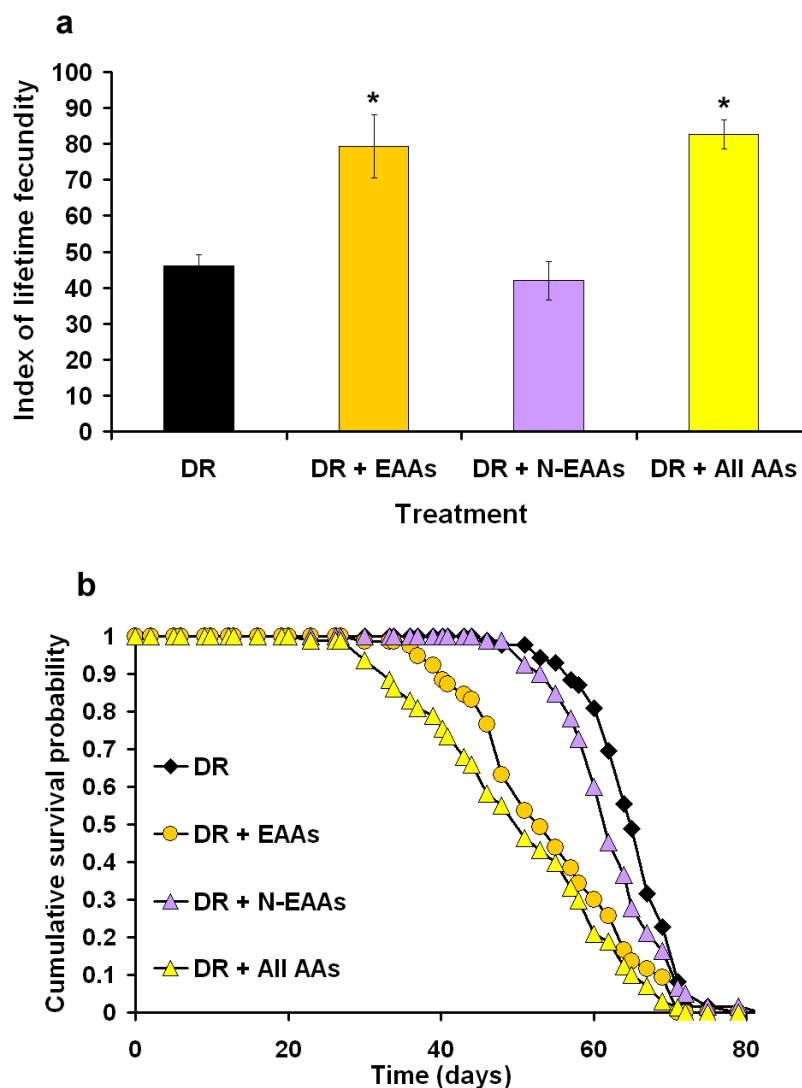 a
Index of lifetime fecundity
100
90
80
70
60
50
40
30
20
10
0
*
*
DR
DR + EAAs
DR + N-EAAs
DR + All AAs
Treatment
b
Cumulative survival probability
1
0.9
0.8
0.7
0.6
0.5
0.4
0.3
0.2
0.1
0
DR
DR + EAAs
DR + N-EAAs
DR + All AAs
0
20
40
60
80
Time (days)